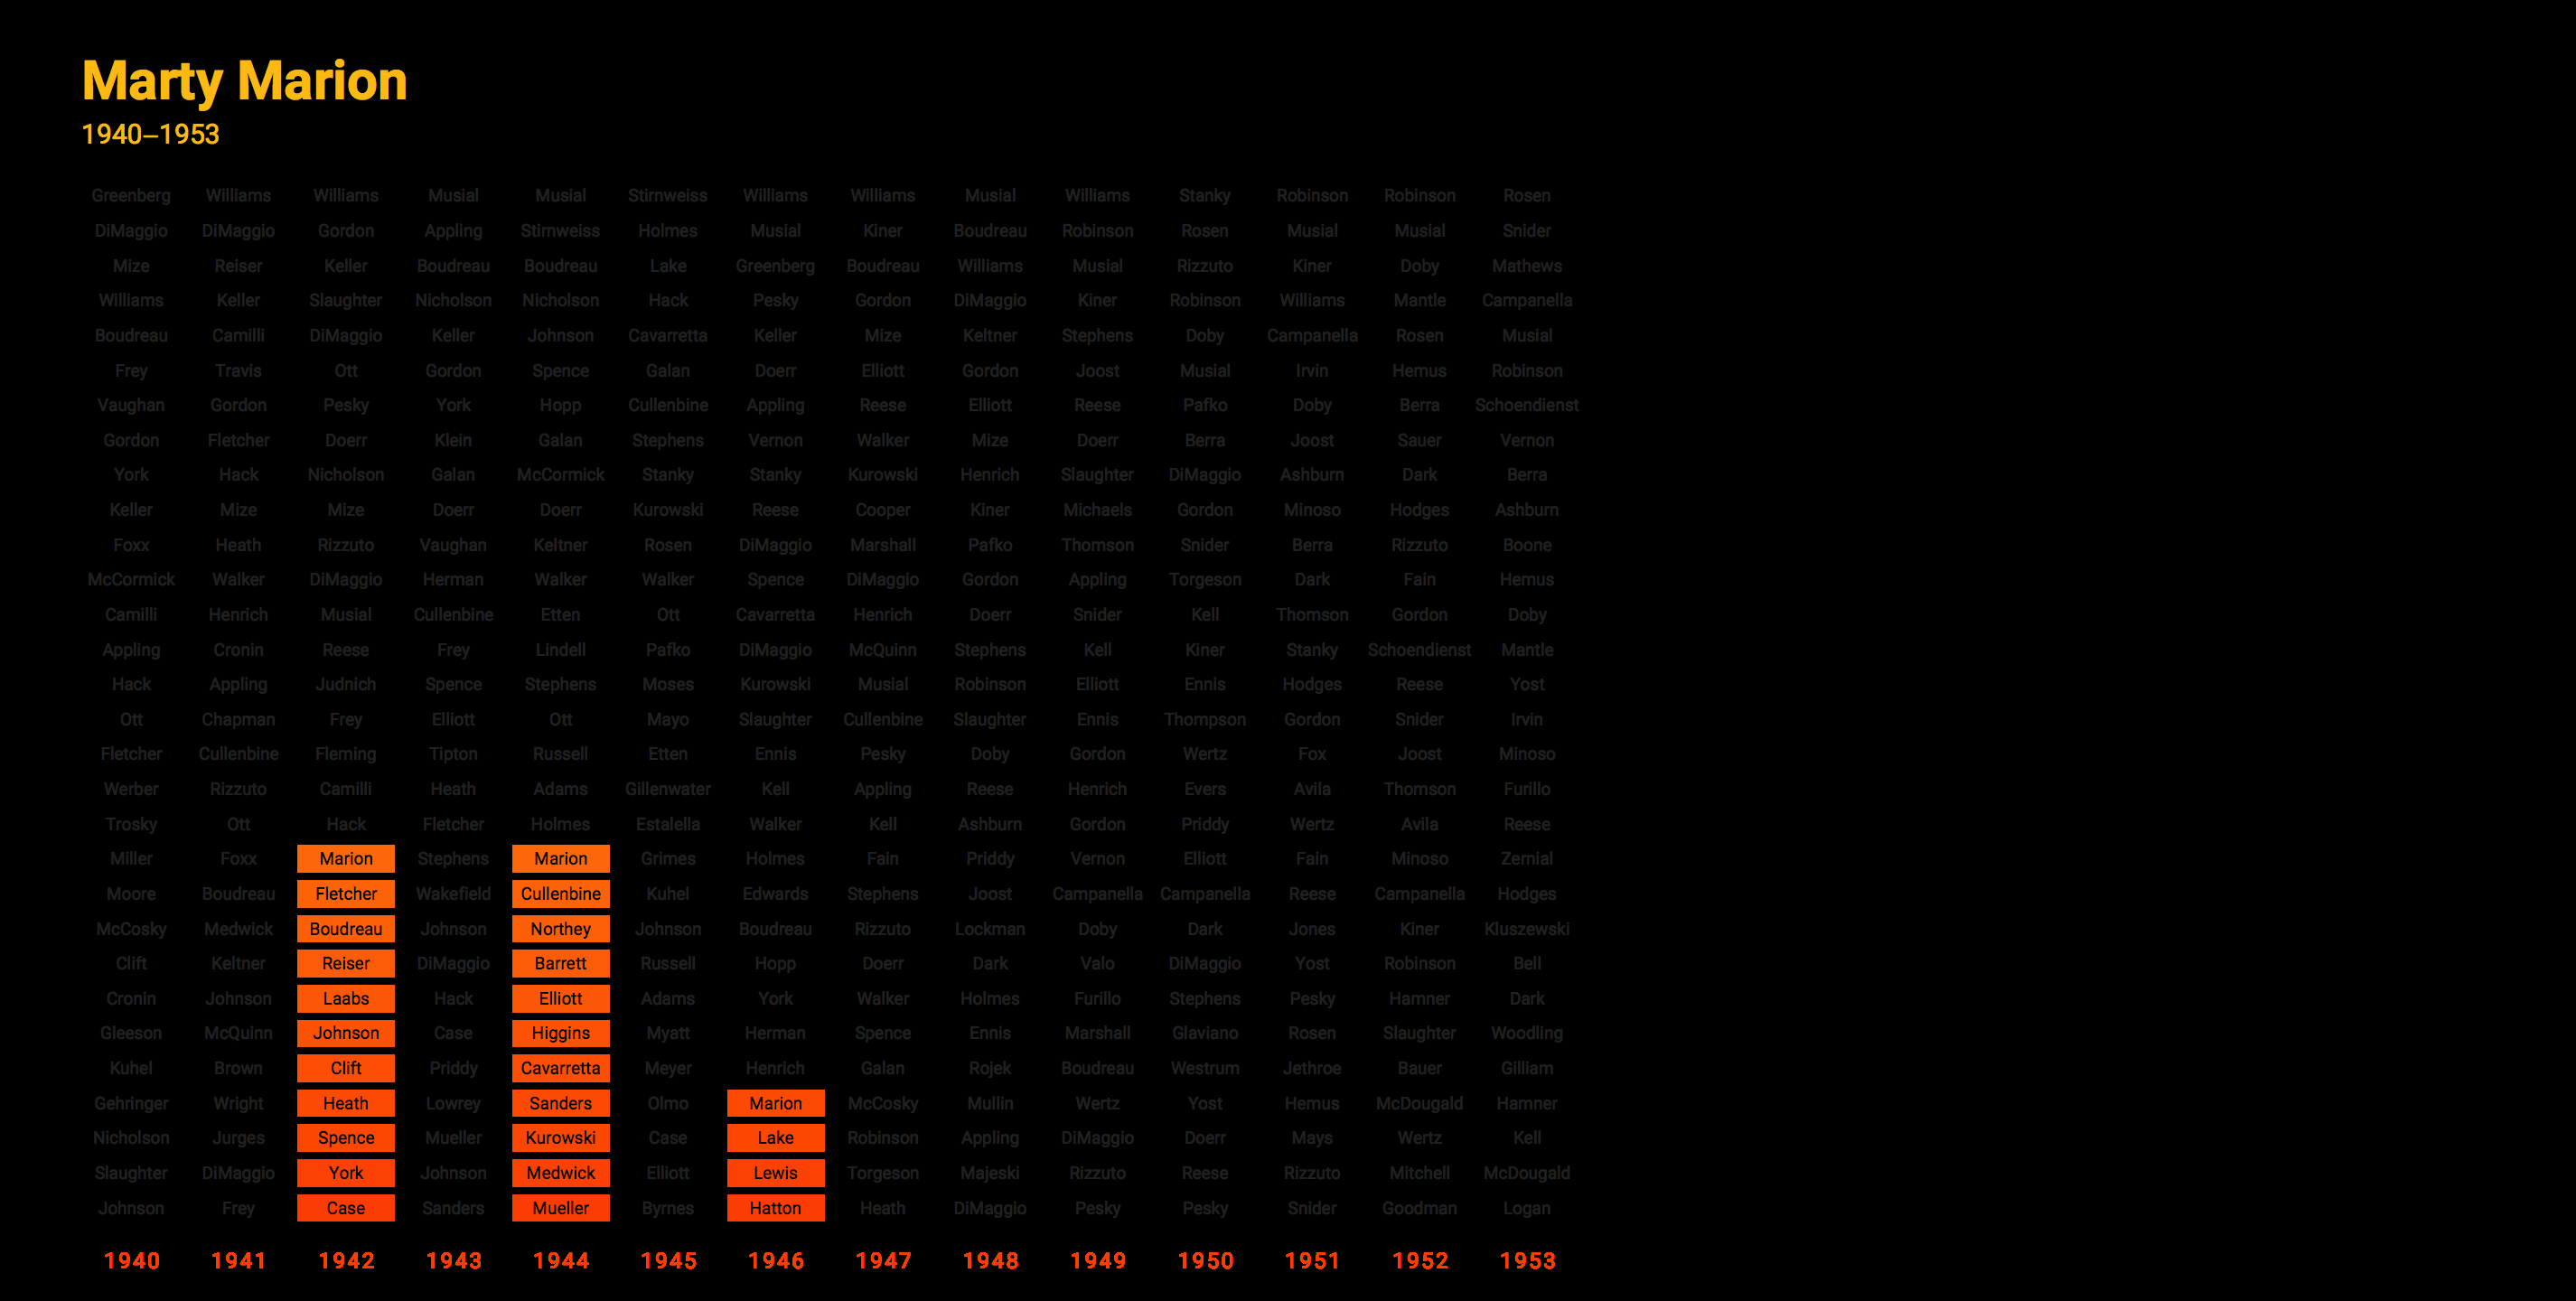 Marty Marion
1940–1953
Greenberg Williams Williams Musial Musial Stirnweiss Williams Williams Musial Williams Stanky Robinson Robinson Rosen
DiMaggio DiMaggio Gordon Appling Stirnweiss Holmes Musial Kiner Boudreau Robinson Rosen Musial Musial Snider
Mize Reiser Keller Boudreau Boudreau Lake Greenberg Boudreau Williams Musial Rizzuto Kiner Doby Mathews
Williams Keller Slaughter Nicholson Nicholson Hack Pesky Gordon DiMaggio Kiner Robinson Williams Mantle Campanella
Boudreau Camilli DiMaggio Keller Johnson Cavarretta Keller Mize Keltner Stephens Doby Campanella Rosen Musial
Frey Travis Ott Gordon Spence Galan Doerr Elliott Gordon Joost Musial Irvin Hemus Robinson
Vaughan Gordon Pesky York Hopp Cullenbine Appling Reese Elliott Reese Pafko Doby Berra Schoendienst
Gordon Fletcher Doerr Klein Galan Stephens Vernon Walker Mize Doerr Berra Joost Sauer Vernon
York Hack Nicholson Galan McCormick Stanky Stanky Kurowski Henrich Slaughter DiMaggio Ashburn Dark Berra
Keller Mize Mize Doerr Doerr Kurowski Reese Cooper Kiner Michaels Gordon Minoso Hodges Ashburn
Foxx Heath Rizzuto Vaughan Keltner Rosen DiMaggio Marshall Pafko Thomson Snider Berra Rizzuto Boone
McCormick Walker DiMaggio Herman Walker Walker Spence DiMaggio Gordon Appling Torgeson Dark Fain Hemus
Camilli Henrich Musial Cullenbine Etten Ott Cavarretta Henrich Doerr Snider Kell Thomson Gordon Doby
Appling Cronin Reese Frey Lindell Pafko DiMaggio McQuinn Stephens Kell Kiner Stanky Schoendienst Mantle
Hack Appling Judnich Spence Stephens Moses Kurowski Musial Robinson Elliott Ennis Hodges Reese Yost
Ott Chapman Frey Elliott Ott Mayo Slaughter Cullenbine Slaughter Ennis Thompson Gordon Snider Irvin
Fletcher Cullenbine Fleming Tipton Russell Etten Ennis Pesky Doby Gordon Wertz Fox Joost Minoso
Werber Rizzuto Camilli Heath Adams Gillenwater Kell Appling Reese Henrich Evers Avila Thomson Furillo
Trosky Ott Hack Fletcher Holmes Estalella Walker Kell Ashburn Gordon Priddy Wertz Avila Reese
Miller Foxx Marion Stephens Marion Grimes Holmes Fain Priddy Vernon Elliott Fain Minoso Zernial
Moore Boudreau Fletcher Wakefield Cullenbine Kuhel Edwards Stephens Joost Campanella Campanella Reese Campanella Hodges
McCosky Medwick Boudreau Johnson Northey Johnson Boudreau Rizzuto Lockman Doby Dark Jones Kiner Kluszewski
Clift Keltner Reiser DiMaggio Barrett Russell Hopp Doerr Dark Valo DiMaggio Yost Robinson Bell
Cronin Johnson Laabs Hack Elliott Adams York Walker Holmes Furillo Stephens Pesky Hamner Dark
Gleeson McQuinn Johnson Case Higgins Myatt Herman Spence Ennis Marshall Glaviano Rosen Slaughter Woodling
Kuhel Brown Clift Priddy Cavarretta Meyer Henrich Galan Rojek Boudreau Westrum Jethroe Bauer Gilliam
Gehringer Wright Heath Lowrey Sanders Olmo Marion McCosky Mullin Wertz Yost Hemus McDougald Hamner
Nicholson Jurges Spence Mueller Kurowski Case Lake Robinson Appling DiMaggio Doerr Mays Wertz Kell
Slaughter DiMaggio York Johnson Medwick Elliott Lewis Torgeson Majeski Rizzuto Reese Rizzuto Mitchell McDougald
Johnson Frey Case Sanders Mueller Byrnes Hatton Heath DiMaggio Pesky Pesky Snider Goodman Logan
1940 1941 1942 1943 1944 1945 1946 1947 1948 1949 1950 1951 1952 1953